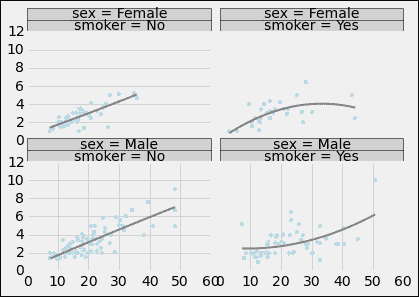 sex = Female
smoker = No
sex = Female
smoker = Yes
12
10
8
6
4
2
0
sex = Male
smoker = No
sex = Male
smoker = Yes
10
8
6
4
2
0
0 10 20 30 40 50 60
0 10 20 30 40 50 60